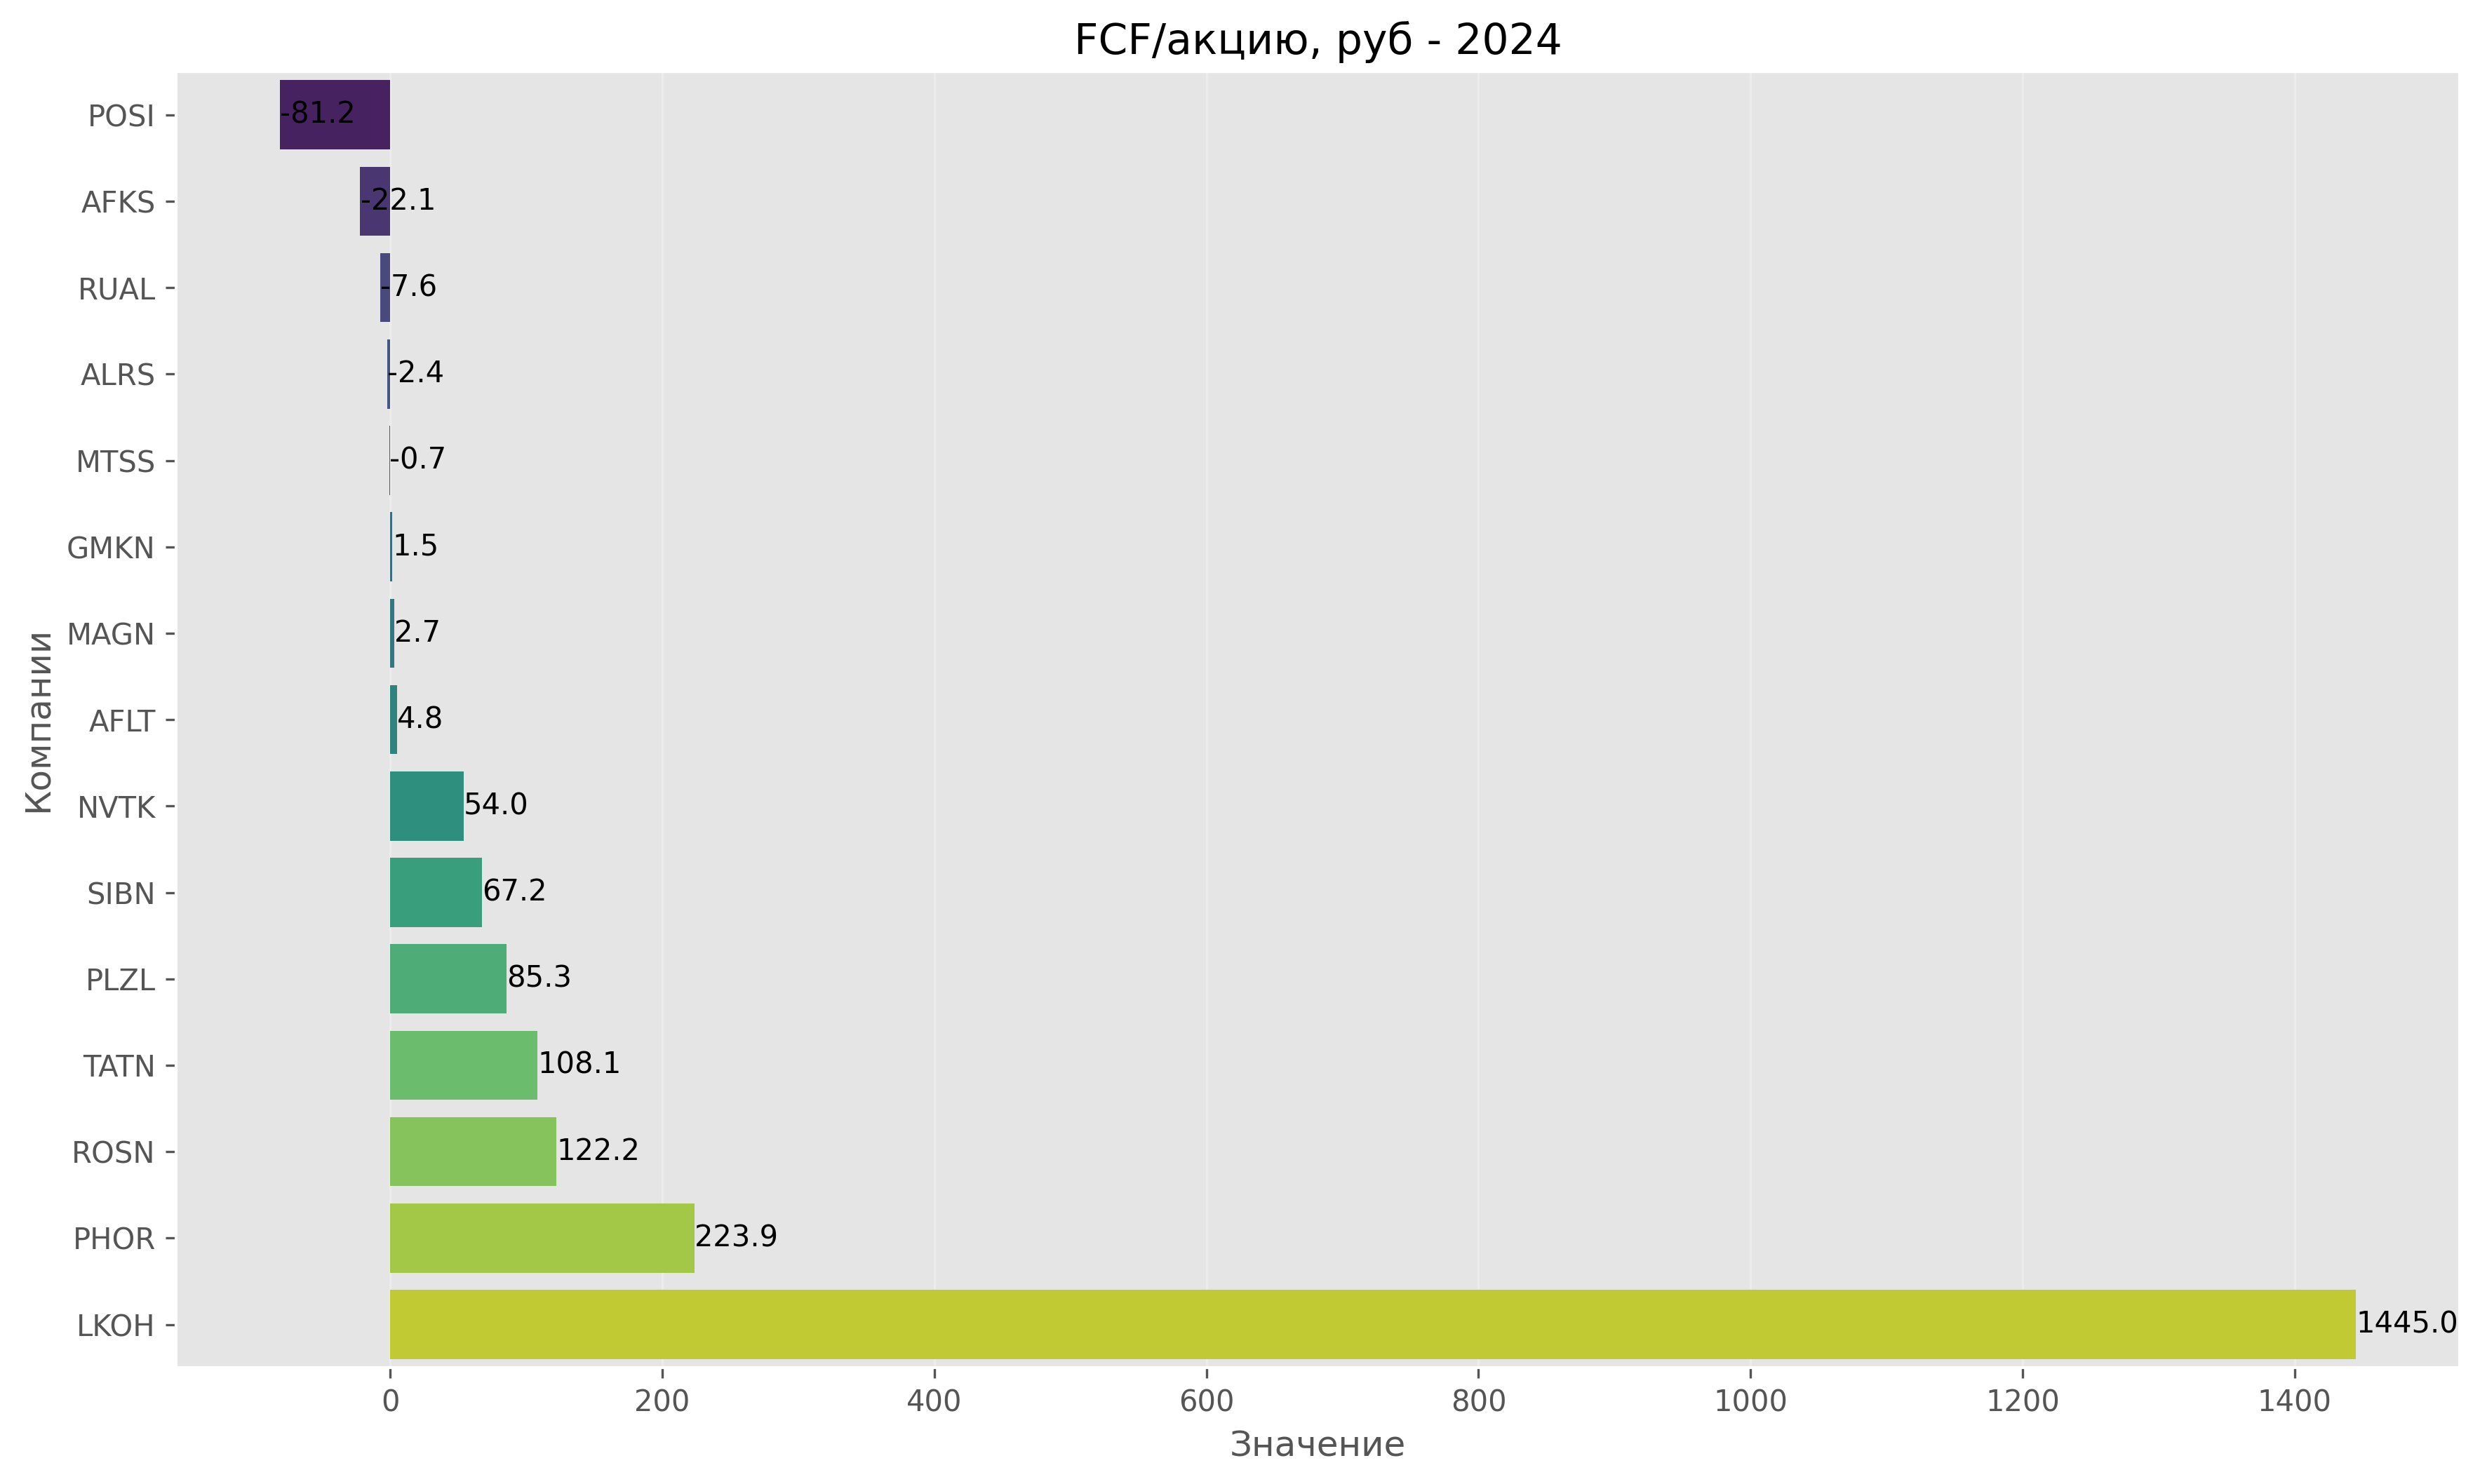 FCF/акцию, руб - 2024
POSI -81.2
AFKS -22.1
RUAL -7.6
ALRS -2.4
MTSS -0.7
GMKN 1.5
MAGN 2.7
AFLT 4.8
NVTK 54.0
SIBN 67.2
PLZL 85.3
TATN 108.1
ROSN 122.2
PHOR 223.9
LKOH 1445.0
Компании
0 200 400 600 800 1000 1200 1400
Значение